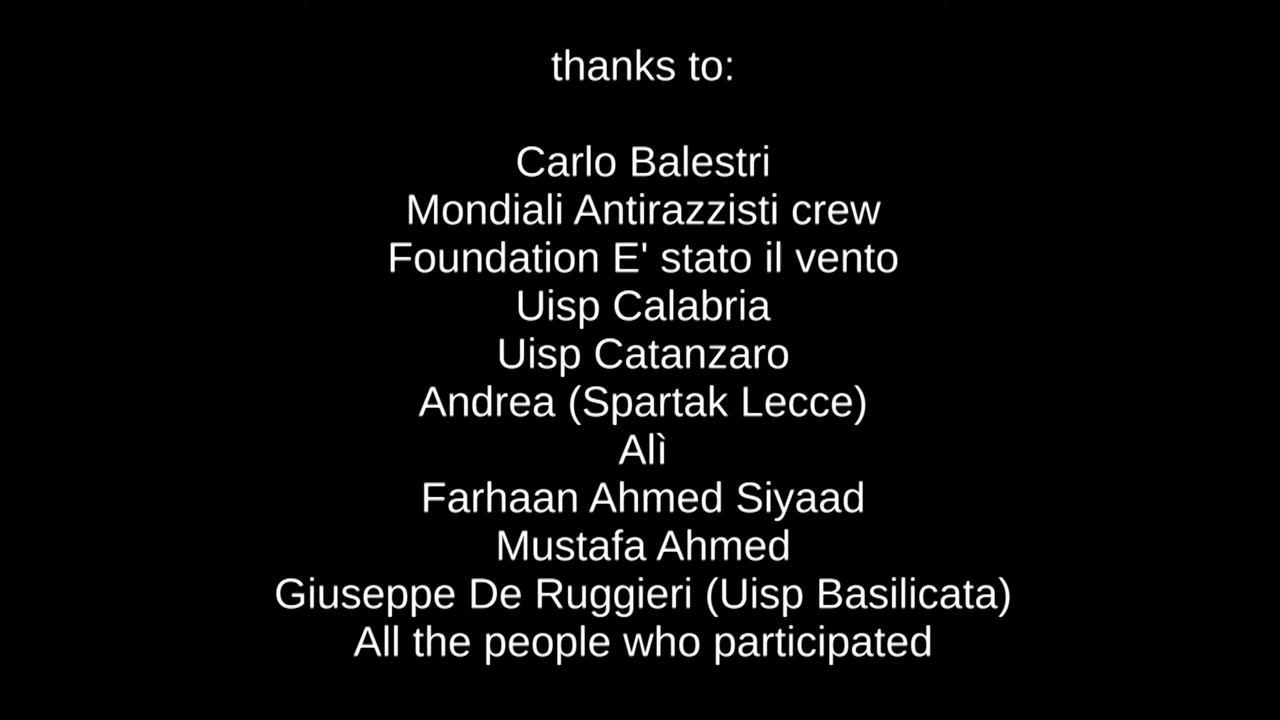 thanks to:
Carlo Balestri
Mondiali Antirazzisti crew
Foundation E' stato il vento
Uisp Calabria
Uisp Catanzaro
Andrea (Spartak Lecce)
Alì
Farhaan Ahmed Siyaad
Mustafa Ahmed
Giuseppe De Ruggieri (Uisp Basilicata)
All the people who participated